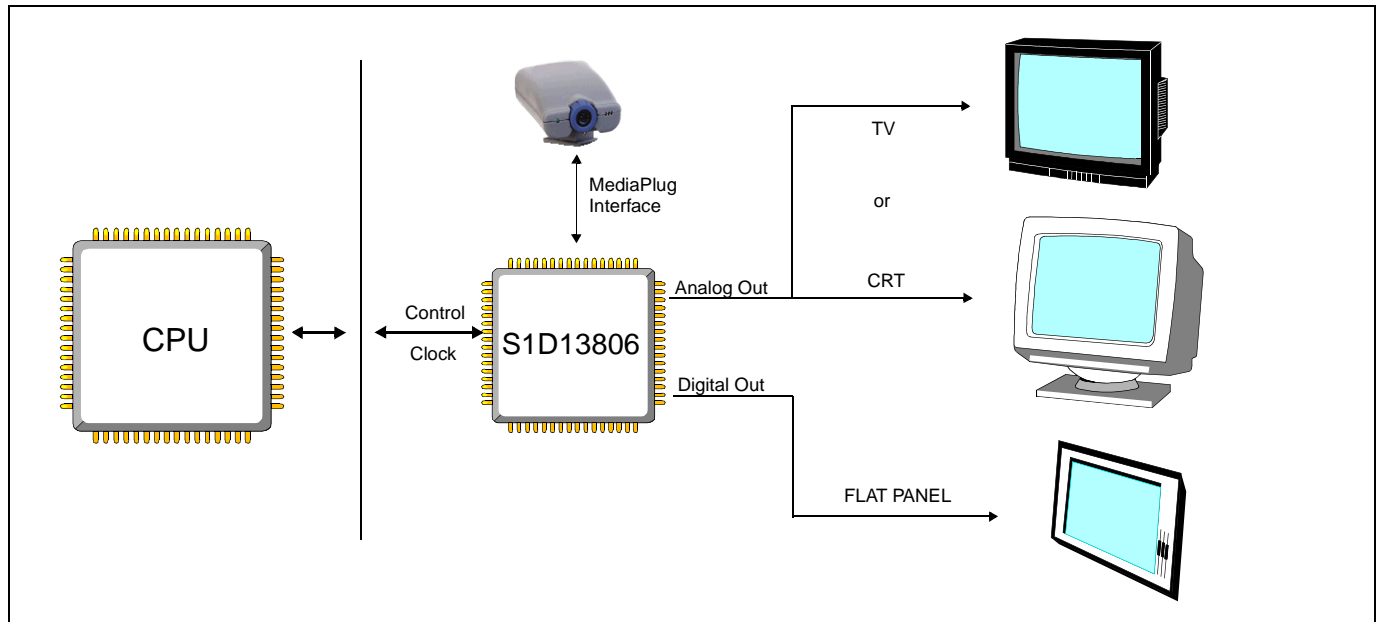 TV
MediaPlug
Interface
or
Analog Out
CRT
Control
CPU
S1D13806
Clock
Digital Out
FLAT PANEL